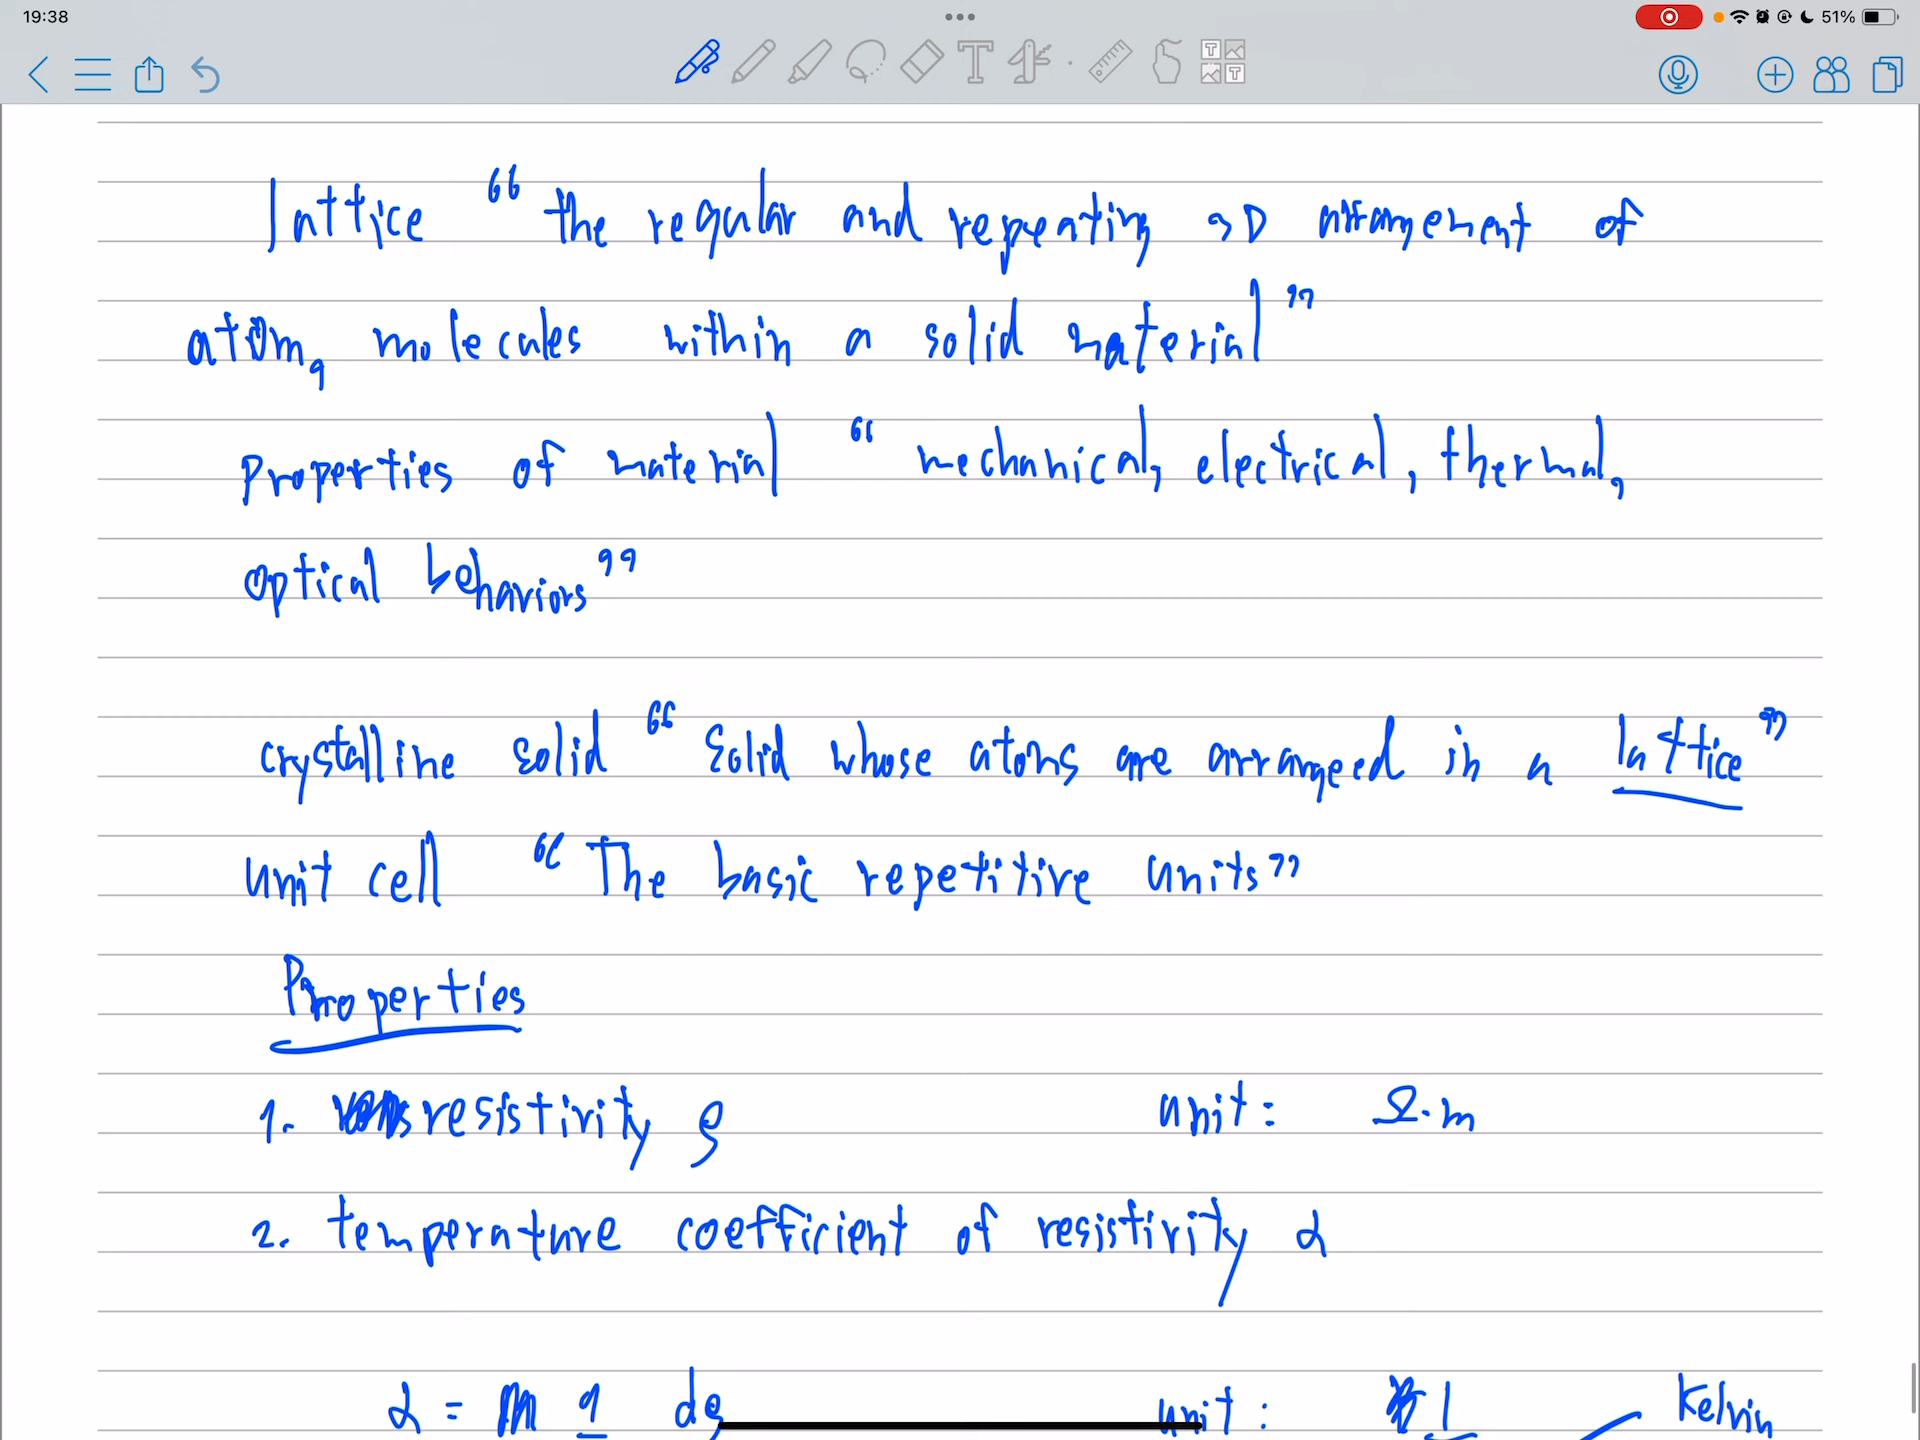 19:38
51%
lattice “ the regular and repeating 3D arrangement of
atom, molecules within a solid material ”
Properties of material “ mechanical, electrical, thermal,
optical behaviors ”
crystalline solid “ Solid whose atoms are arranged in a lattice ”
unit cell “ The basic repetitive units ”
Properties
1. resistivity ρ unit: Ω·m
2. temperature coefficient of resistivity α
α = 1 dρ unit: 1 Kelvin